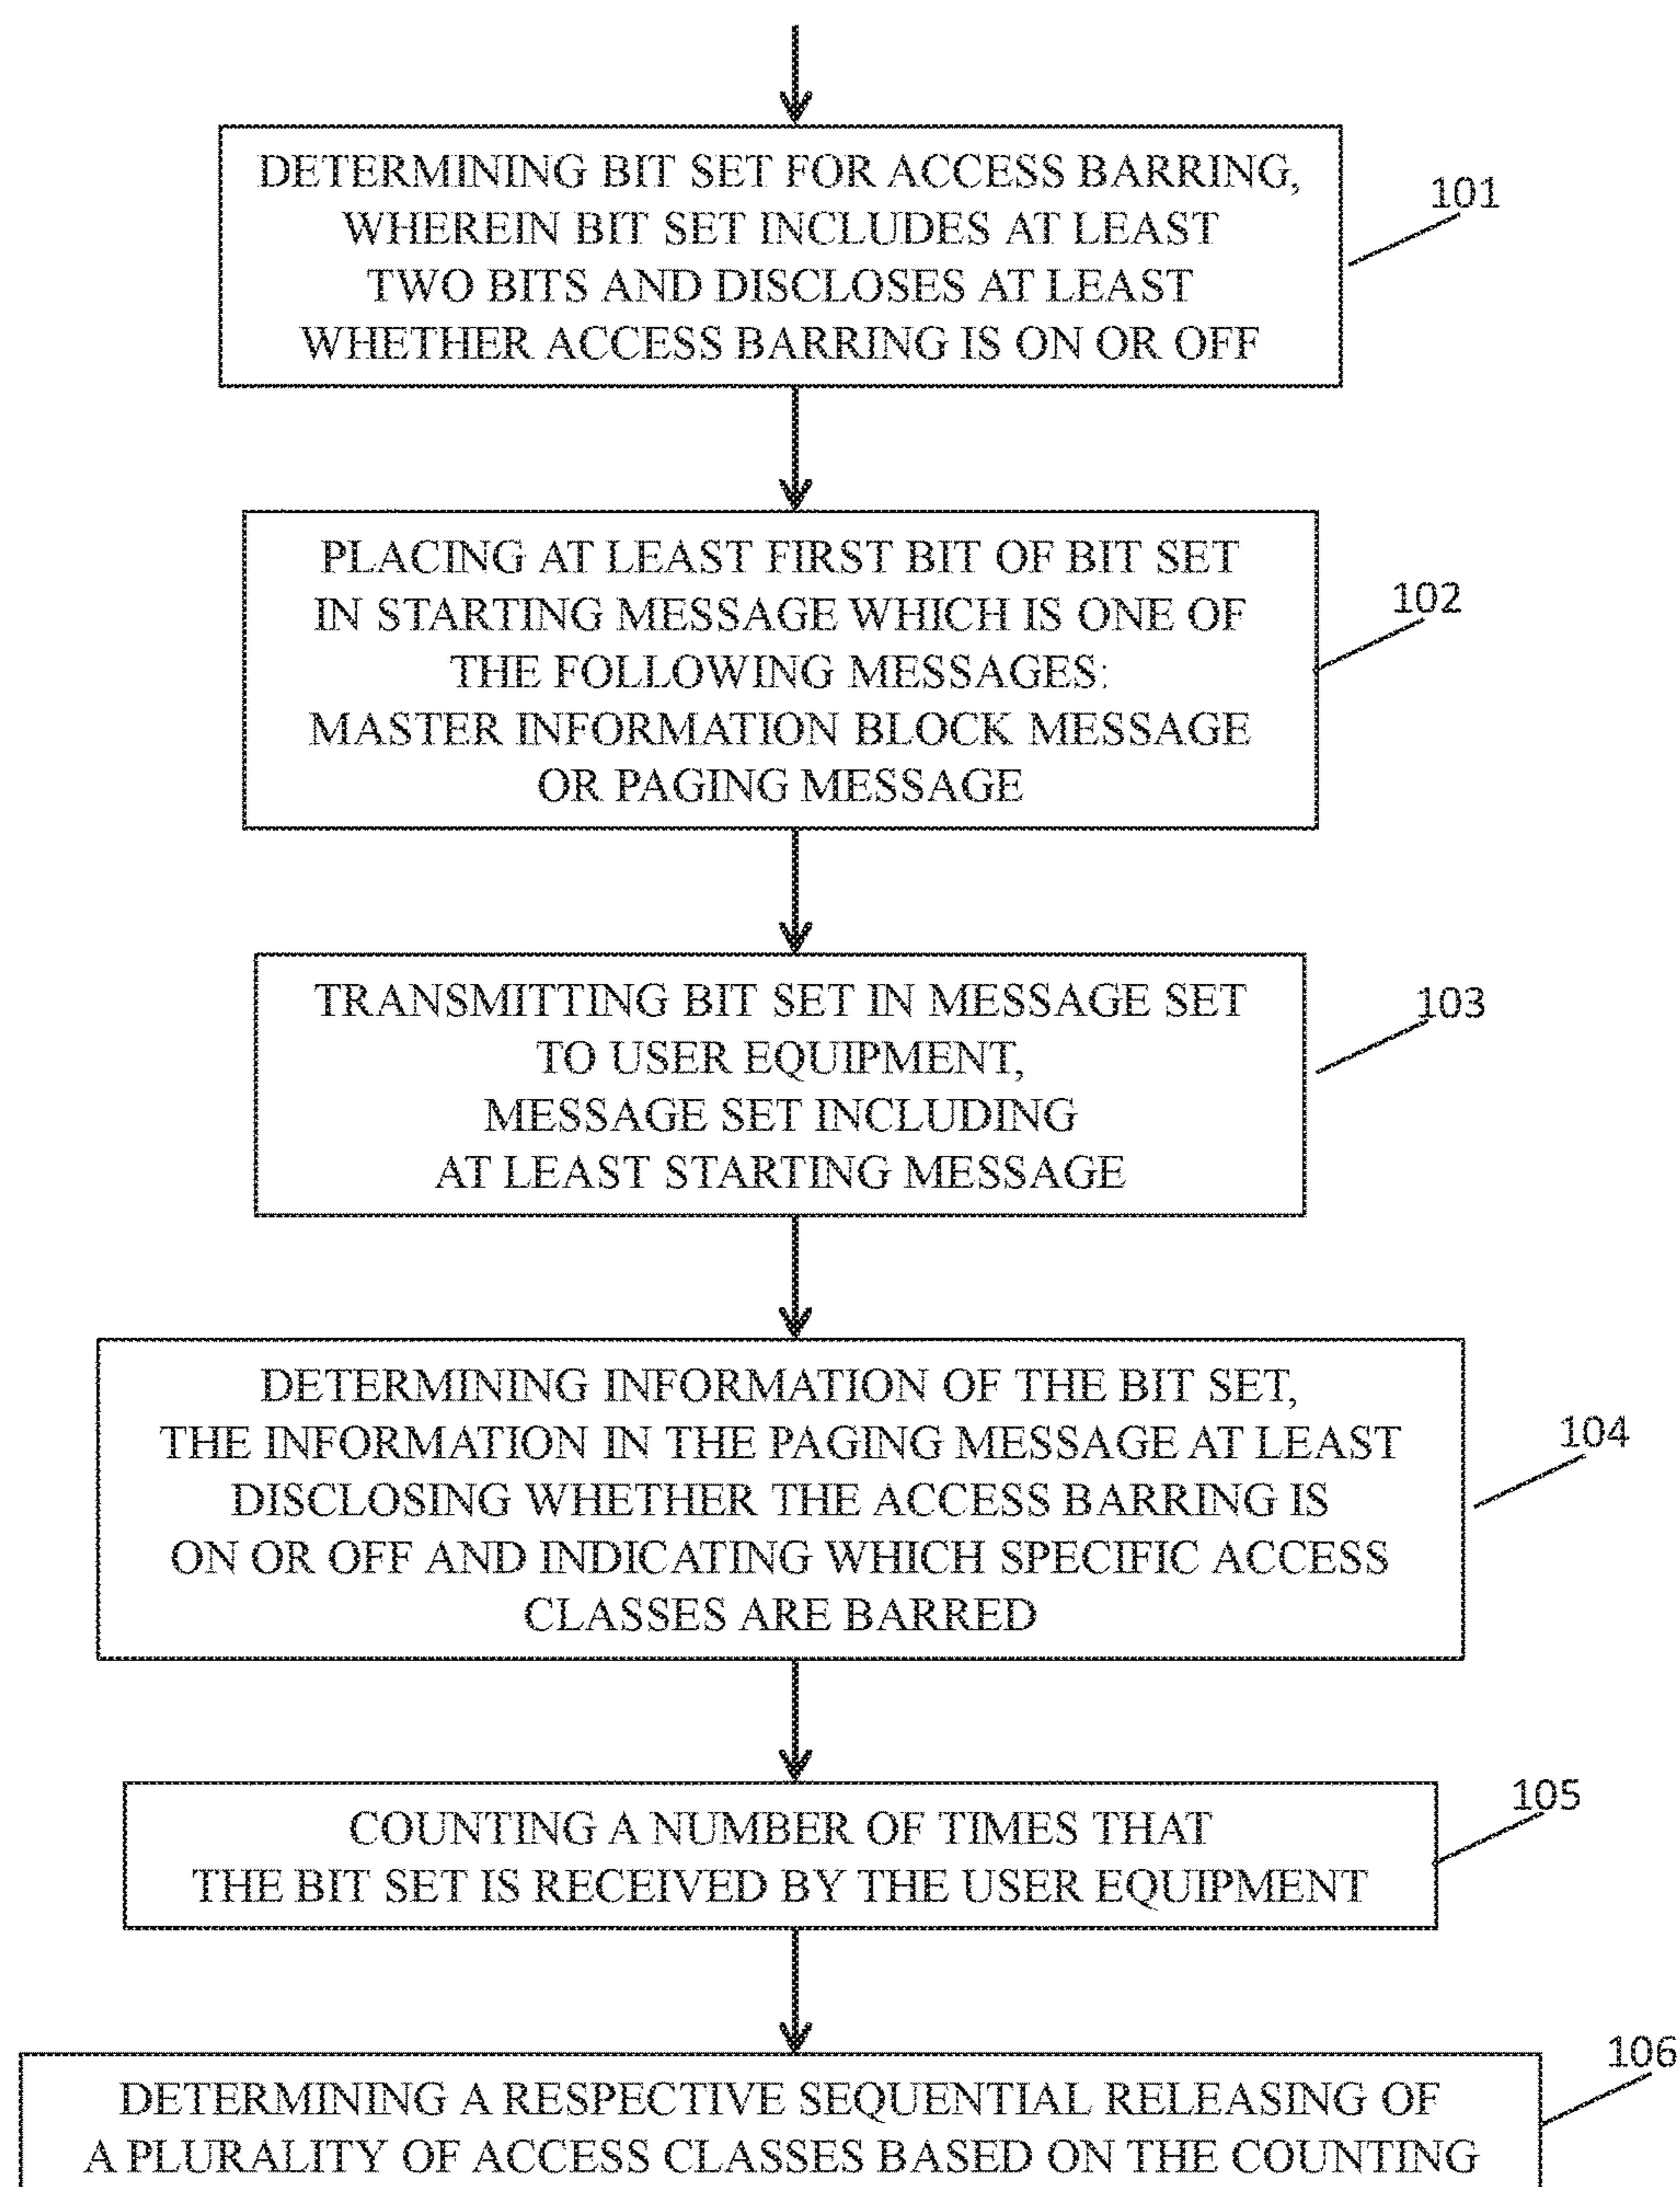 DETERMINING BIT SET FOR ACCESS BARRING,
WHEREIN BIT SET INCLUDES AT LEAST
TWO BITS AND DISCLOSES AT LEAST
WHETHER ACCESS BARRING IS ON OR OFF
101
PLACING AT LEAST FIRST BIT OF BIT SET
IN STARTING MESSAGE WHICH IS ONE OF
THE FOLLOWING MESSAGES:
MASTER INFORMATION BLOCK MESSAGE
OR PAGING MESSAGE
102
TRANSMITTING BIT SET IN MESSAGE SET
TO USER EQUIPMENT,
MESSAGE SET INCLUDING
AT LEAST STARTING MESSAGE
103
DETERMINING INFORMATION OF THE BIT SET,
THE INFORMATION IN THE PAGING MESSAGE AT LEAST
DISCLOSING WHETHER THE ACCESS BARRING IS
ON OR OFF AND INDICATING WHICH SPECIFIC ACCESS
CLASSES ARE BARRED
104
COUNTING A NUMBER OF TIMES THAT
THE BIT SET IS RECEIVED BY THE USER EQUIPMENT
105
DETERMINING A RESPECTIVE SEQUENTIAL RELEASING OF
A PLURALITY OF ACCESS CLASSES BASED ON THE COUNTING
106